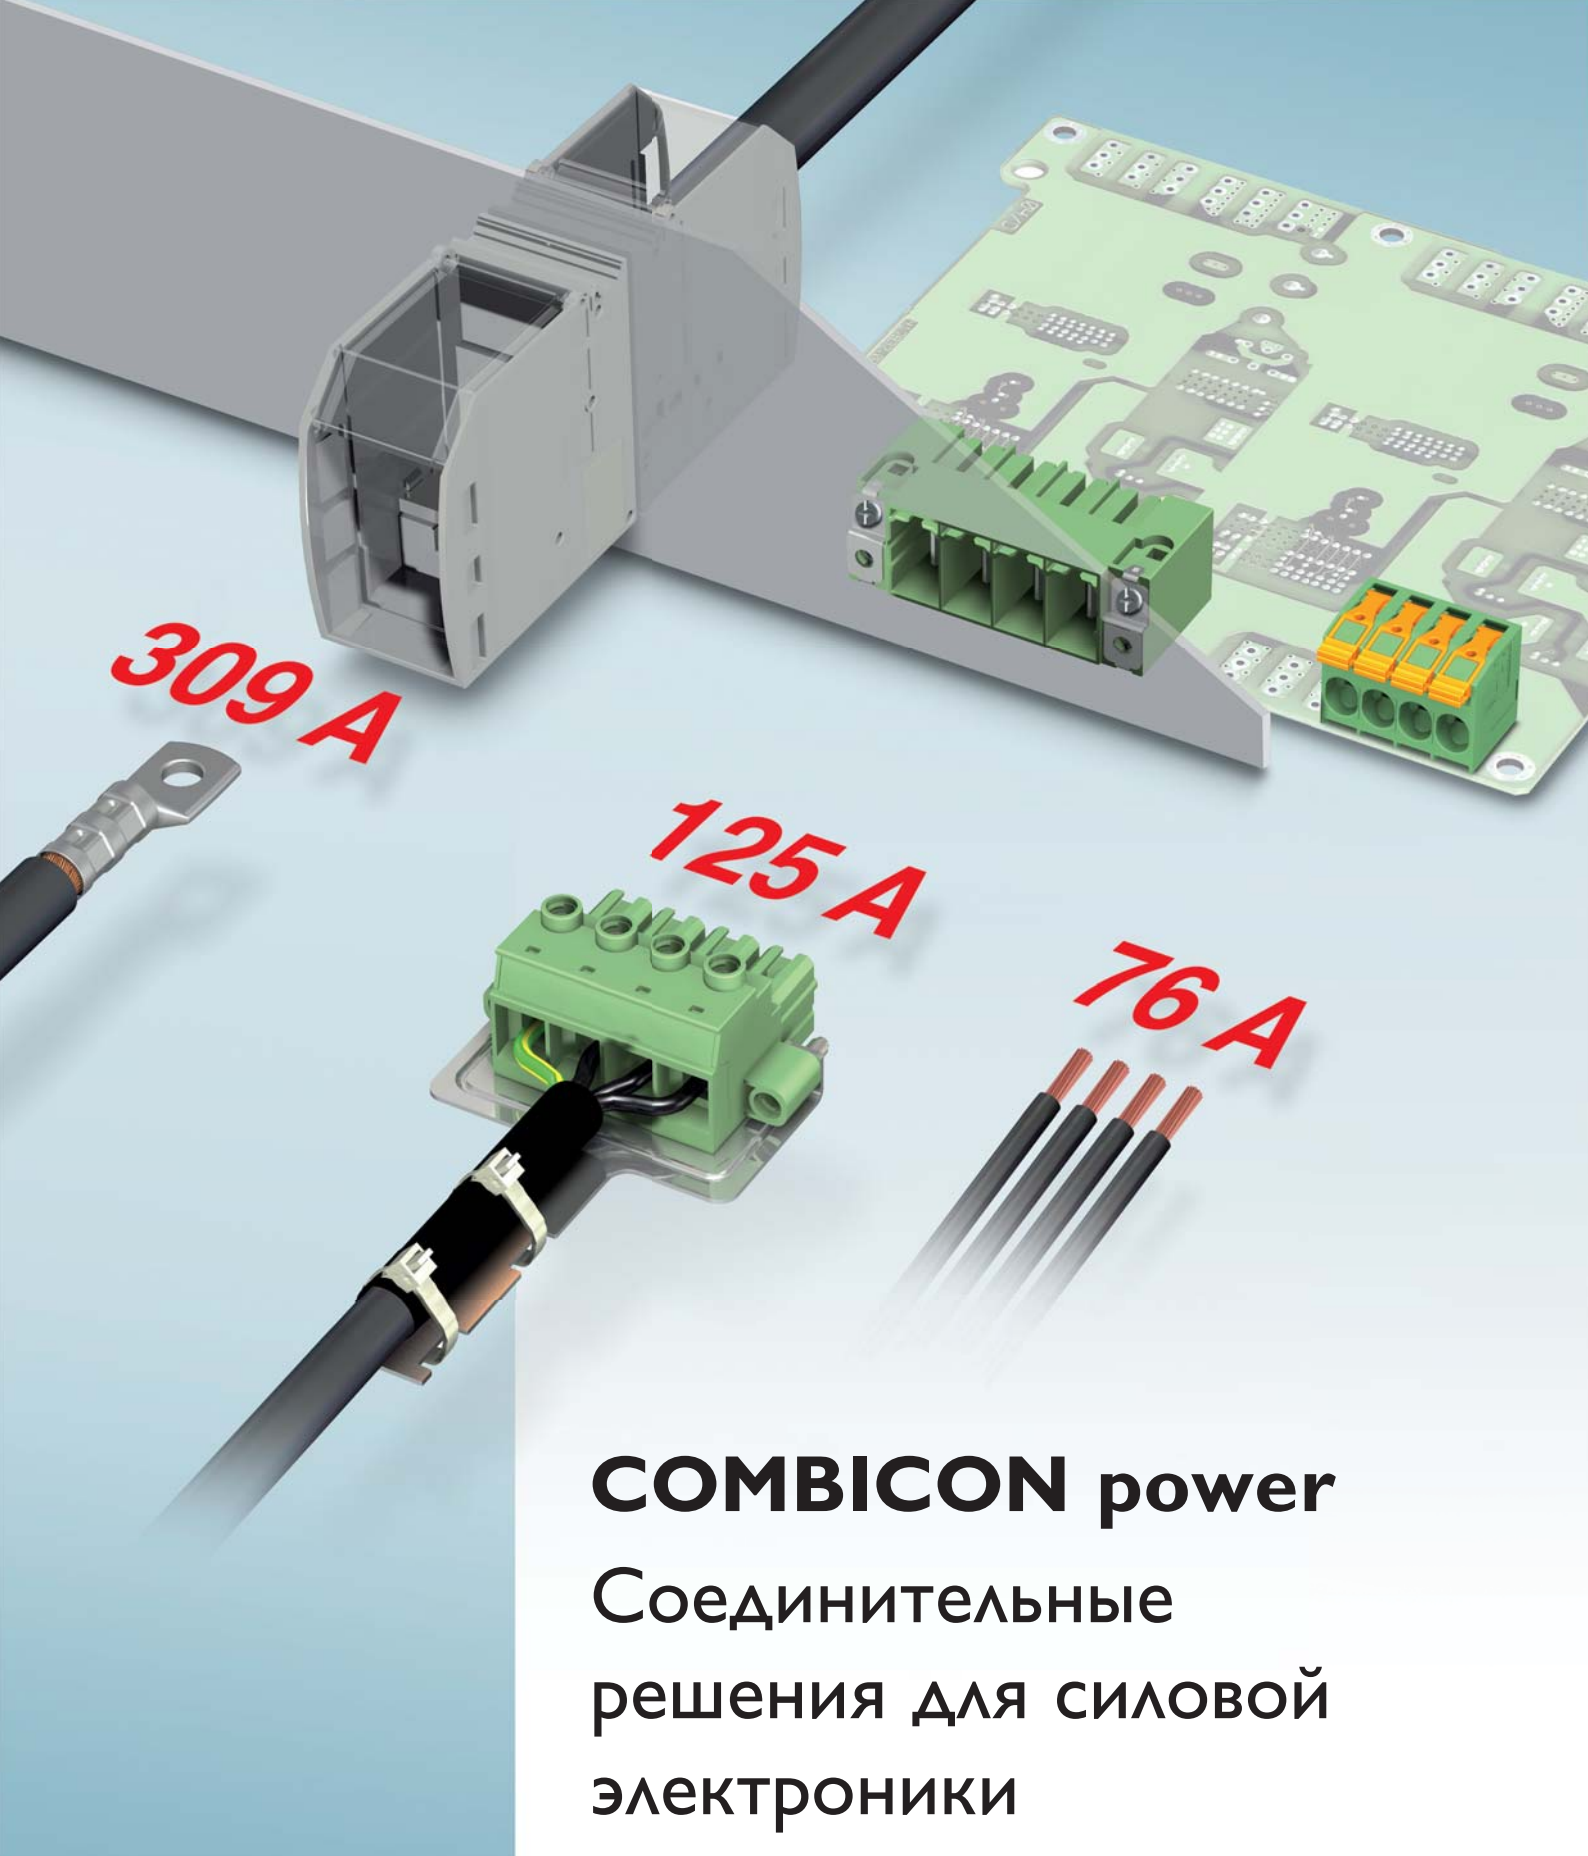 309 A
125 A
76 A
COMBICON power
Соединительные
решения для силовой
электроники